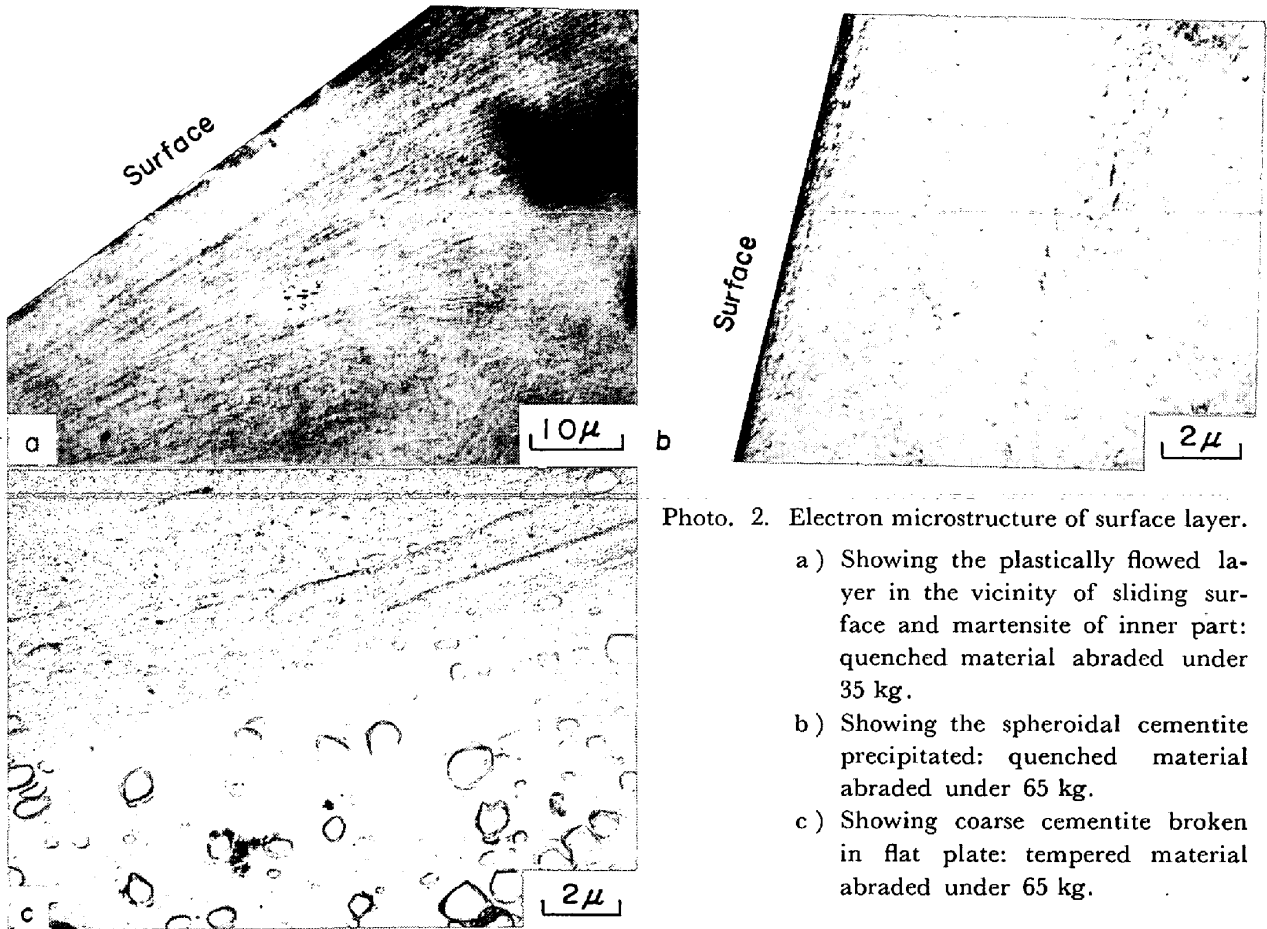 Surface
a
10μ
Surface
b
2μ
c
2μ
Photo. 2. Electron microstructure of surface layer.
a) Showing the plastically flowed la-
yer in the vicinity of sliding sur-
face and martensite of inner part:
quenched material abraded under
35 kg.
b) Showing the spheroidal cementite
precipitated: quenched material
abraded under 65 kg.
c) Showing coarse cementite broken
in flat plate: tempered material
abraded under 65 kg.